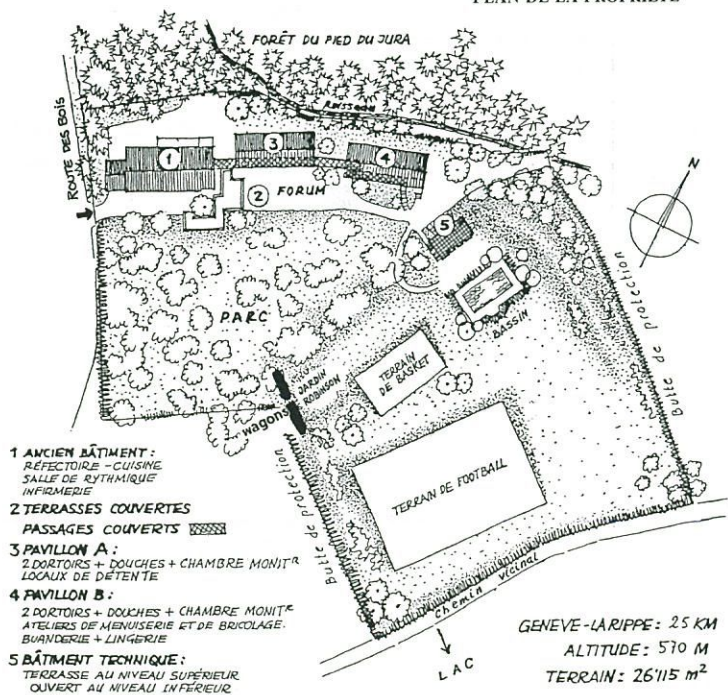 PLAN DE LA PROPRIÉTÉ
FORÊT DU PIED DU JURA
RUISSEAU
ROUTE DES BOIS
1
3
4
2 FORUM
5
N
PARC
BASSIN
TERRAIN
DE BASKET
JARDIN
ROBINSON
wagons
Butte de protection
Butte de protection
TERRAIN DE FOOTBALL
Chemin vicinal
LAC
1 ANCIEN BÂTIMENT :
RÉFECTOIRE - CUISINE
SALLE DE RYTHMIQUE
INFIRMERIE
2 TERRASSES COUVERTES
PASSAGES COUVERTS
3 PAVILLON A :
2 DORTOIRS + DOUCHES + CHAMBRE MONITR
LOCAUX DE DÉTENTE
4 PAVILLON B :
2 DORTOIRS + DOUCHES + CHAMBRE MONITR
ATELIERS DE MENUISERIE ET DE BRICOLAGE.
BUANDERIE + LINGERIE
5 BÂTIMENT TECHNIQUE :
TERRASSE AU NIVEAU SUPÉRIEUR
OUVERT AU NIVEAU INFÉRIEUR
GENEVE-LARIPPE : 25 KM
ALTITUDE : 570 M
TERRAIN : 26'115 m²